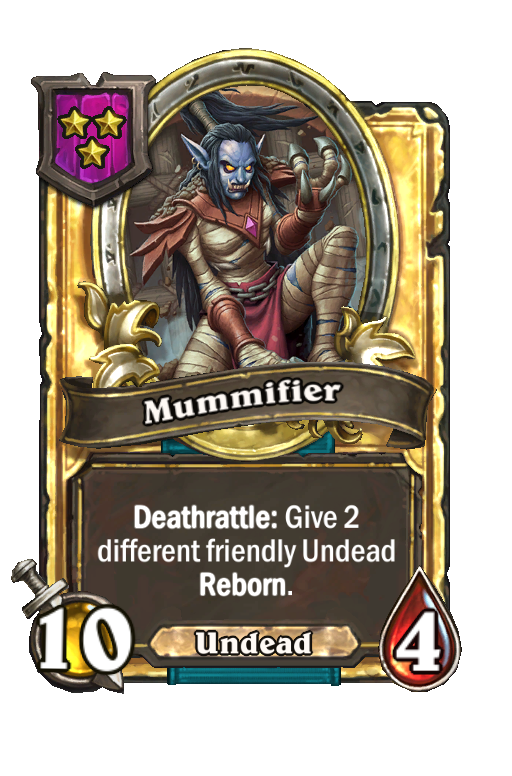 Mummifier
Deathrattle: Give 2
different friendly Undead
Reborn.
10
Undead
4